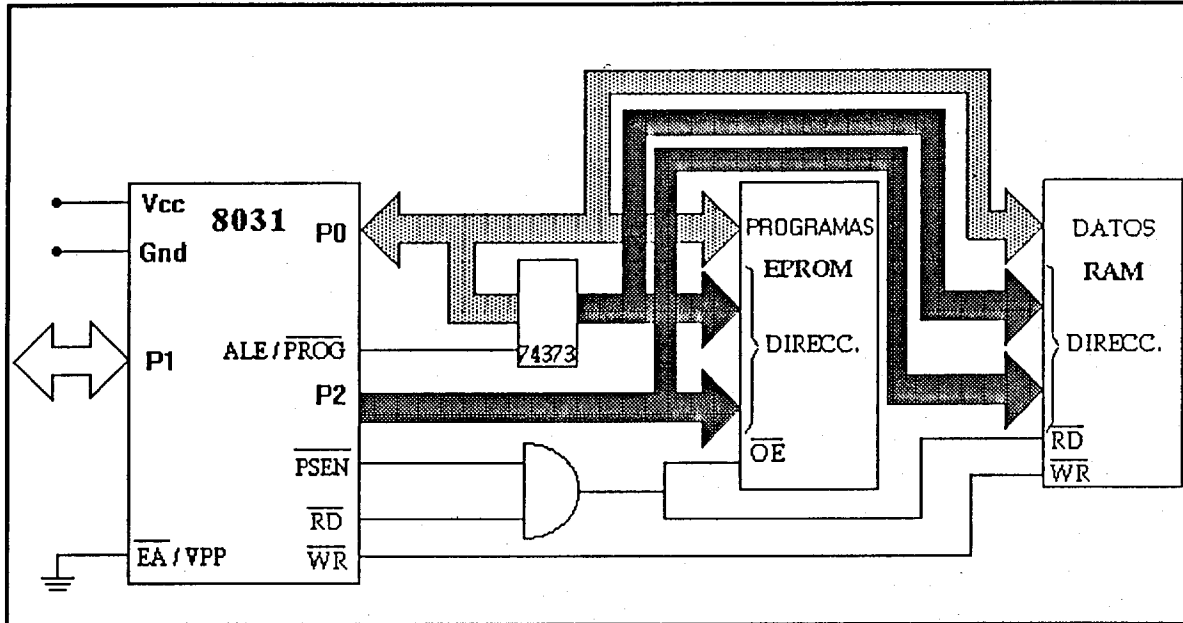 Vcc
8031
P0
Gnd
P1
ALE / PROG
P2
PSEN
RD
EA / VPP
WR
74373
PROGRAMAS
EPROM
DIRECC.
OE
DATOS
RAM
DIRECC.
RD
WR